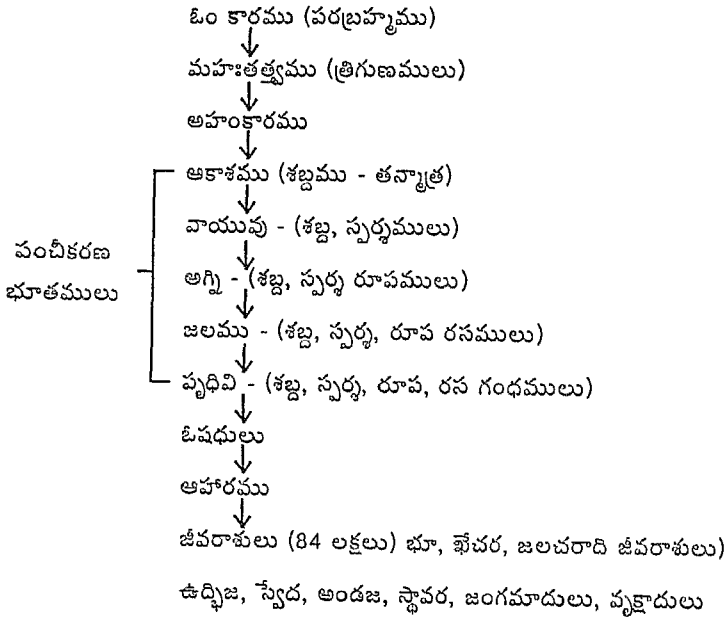 ఓం కారము (పరబ్రహ్మము)
మహఃతత్త్వము (త్రిగుణములు)
అహంకారము
ఆకాశము (శబ్దము - తన్మాత్ర)
వాయువు - (శబ్ద, స్పర్శములు)
పంచీకరణ
భూతములు
అగ్ని - (శబ్ద, స్పర్శ రూపములు)
జలము - (శబ్ద, స్పర్శ, రూప రసములు)
పృథివి - (శబ్ద, స్పర్శ, రూప, రస గంధములు)
ఓషధులు
ఆహారము
జీవరాశులు (84 లక్షలు) భూ, ఖేచర, జలచరాది జీవరాశులు)
ఉద్భిజ, స్వేద, అండజ, స్థావర, జంగమాదులు, వృక్షాదులు